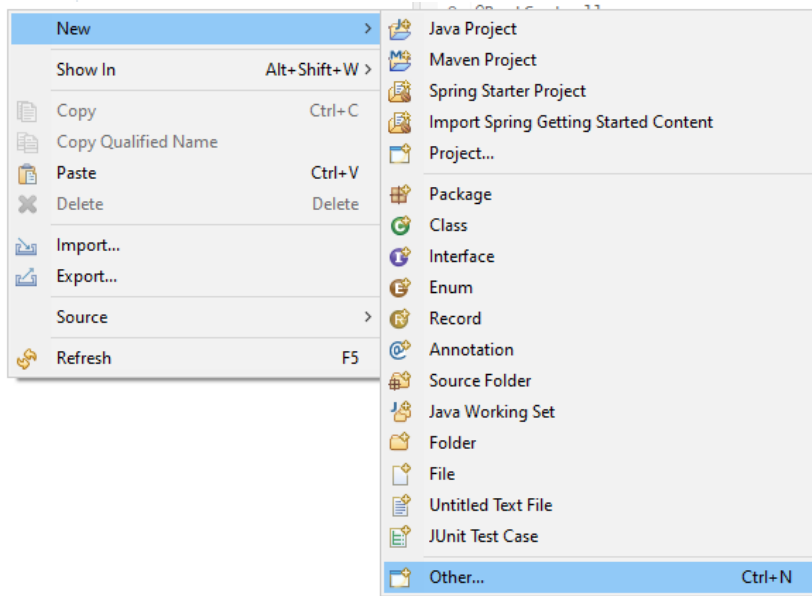 New
Show In Alt+Shift+W
Copy Ctrl+C
Copy Qualified Name
Paste Ctrl+V
Delete Delete
Import...
Export...
Source
Refresh F5
Java Project
Maven Project
Spring Starter Project
Import Spring Getting Started Content
Project...
Package
Class
Interface
Enum
Record
Annotation
Source Folder
Java Working Set
Folder
File
Untitled Text File
JUnit Test Case
Other... Ctrl+N